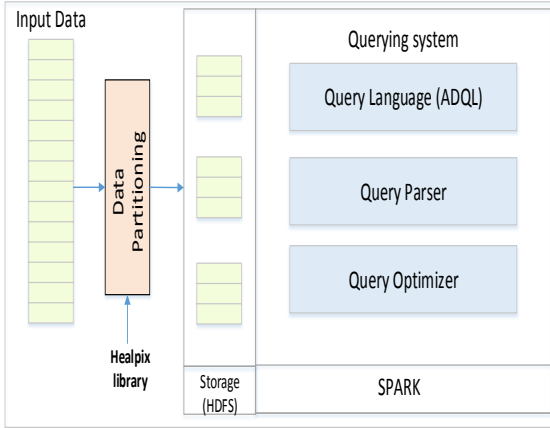 Input Data
Data
Partitioning
Healpix
library
Storage
(HDFS)
Querying system
Query Language (ADQL)
Query Parser
Query Optimizer
SPARK